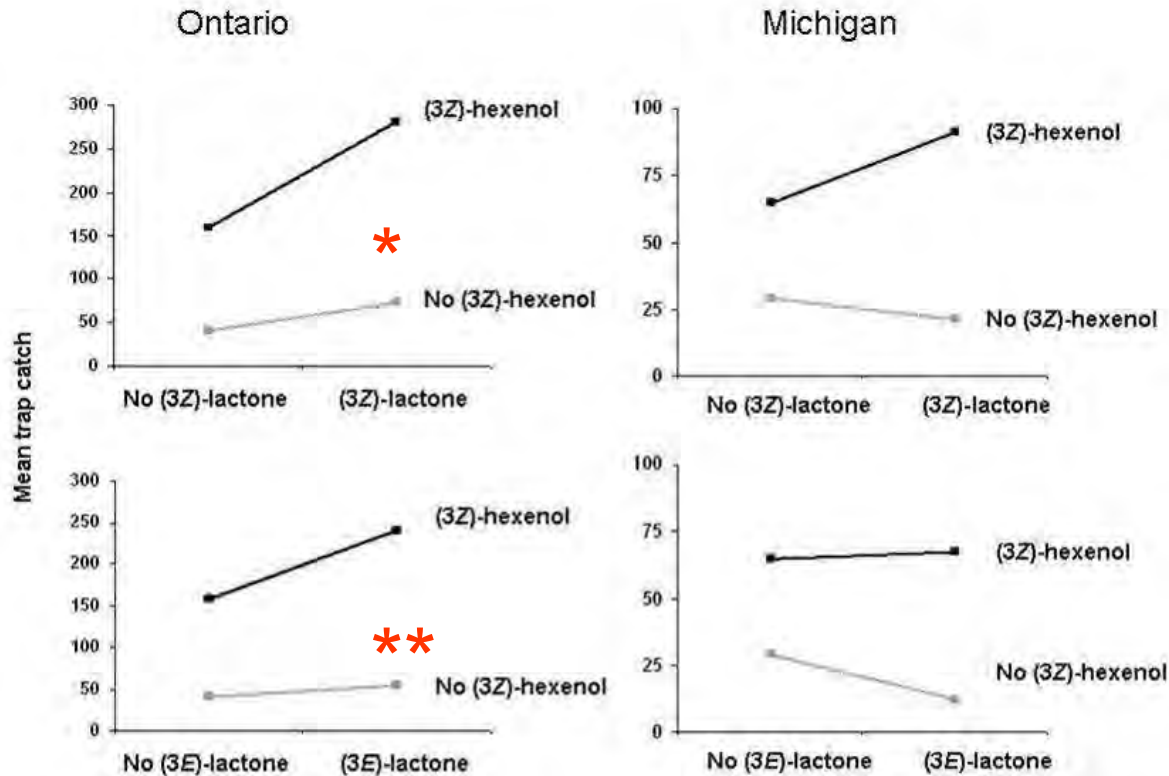 Ontario
Michigan
Mean trap catch
300
250
200
150
100
50
0
(3Z)-hexenol
*
No (3Z)-hexenol
No (3Z)-lactone (3Z)-lactone
100
75
50
25
0
(3Z)-hexenol
No (3Z)-hexenol
No (3Z)-lactone (3Z)-lactone
300
250
200
150
100
50
0
(3Z)-hexenol
**
No (3Z)-hexenol
No (3E)-lactone (3E)-lactone
100
75
50
25
0
(3Z)-hexenol
No (3Z)-hexenol
No (3E)-lactone (3E)-lactone